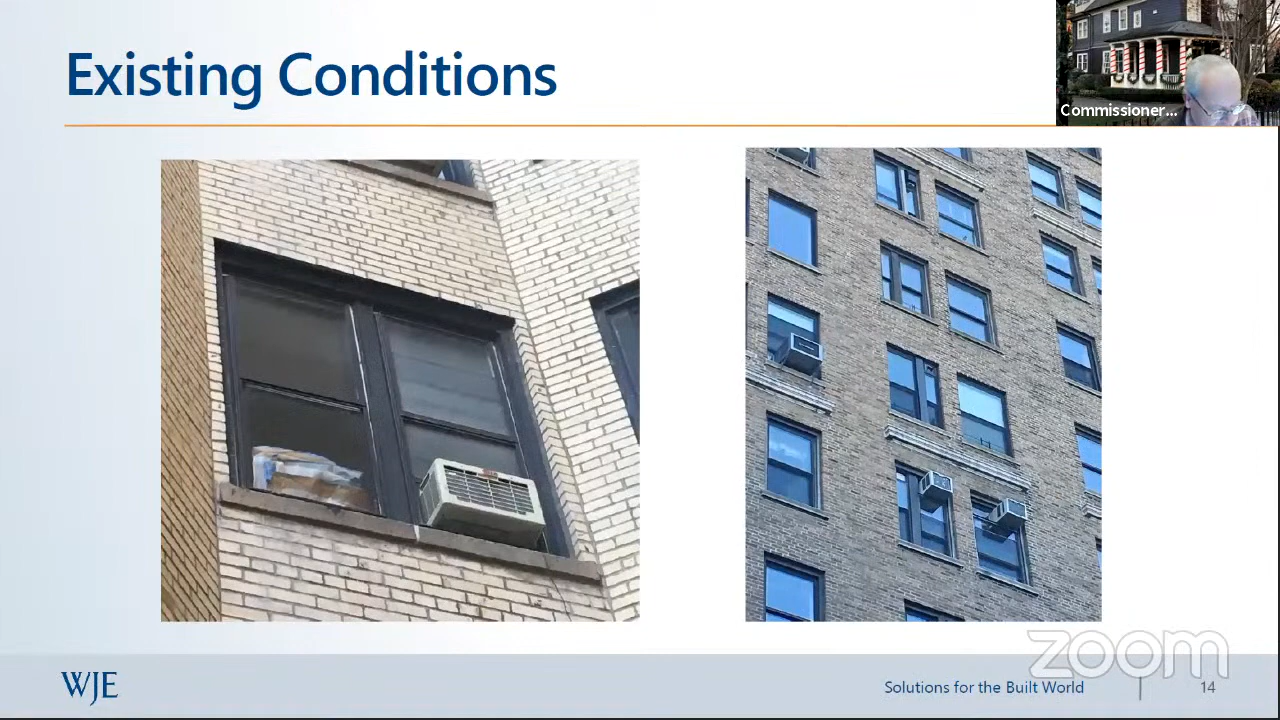 Existing Conditions
Commissioner...
zoom
WJE
Solutions for the Built World
14